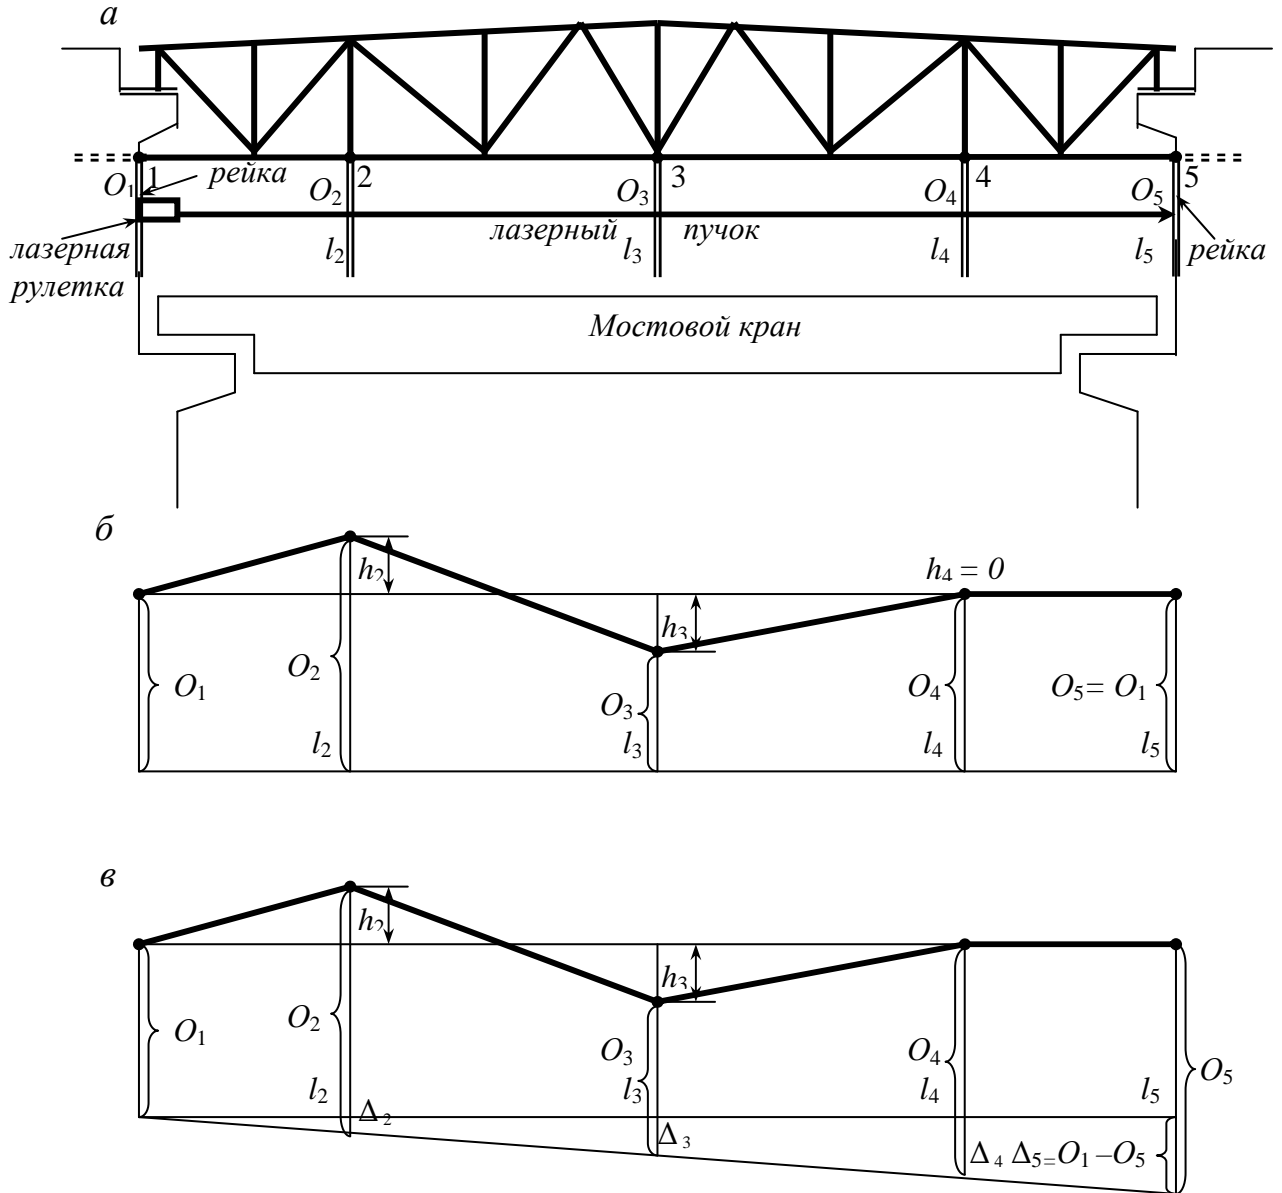 а
O1 1 рейка O2 2 O3 3 O4 4 O5 5
лазерный пучок
лазерная рулетка
l2 l3 l4 l5 рейка
Мостовой кран
б
h2 h4 = 0
h3
O1 O2 O3 O4 O5= O1
l2 l3 l4 l5
в
h2
h3
O1 O2 O3 O4 O5
l2 l3 l4 l5
Δ2 Δ3 Δ4 Δ5=O1 –O5